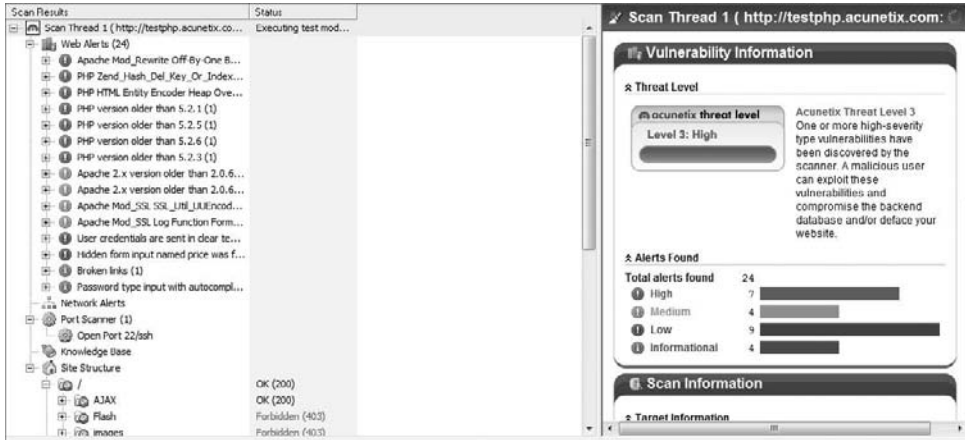 Scan Results Status
Scan Thread 1 ( http://testphp.acunetix.co... Executing test mod...
Web Alerts (24)
Apache Mod_Rewrite Off-By-One B...
PHP Zend_Hash_Del_Key_Or_Index...
PHP HTML Entity Encoder Heap Ove...
PHP version older than 5.2.1 (1)
PHP version older than 5.2.5 (1)
PHP version older than 5.2.6 (1)
PHP version older than 5.2.3 (1)
Apache 2.x version older than 2.0.6...
Apache 2.x version older than 2.0.6...
Apache Mod_SSL SSL_Util_UUEncod...
Apache Mod_SSL Log Function Form...
User credentials are sent in clear te...
Hidden form input named price was f...
Broken links (1)
Password type input with autocompl...
Network Alerts
Port Scanner (1)
Open Port 22/ssh
Knowledge Base
Site Structure
/ OK (200)
AJAX OK (200)
Flash Forbidden (403)
images Forbidden (403)
Scan Thread 1 ( http://testphp.acunetix.com:
Vulnerability Information
Threat Level
acunetix threat level
Level 3: High
Acunetix Threat Level 3
One or more high-severity
type vulnerabilities have
been discovered by the
scanner. A malicious user
can exploit these
vulnerabilities and
compromise the backend
database and/or deface your
website.
Alerts Found
Total alerts found 24
High 7
Medium 4
Low 9
Informational 4
Scan Information
Target Information